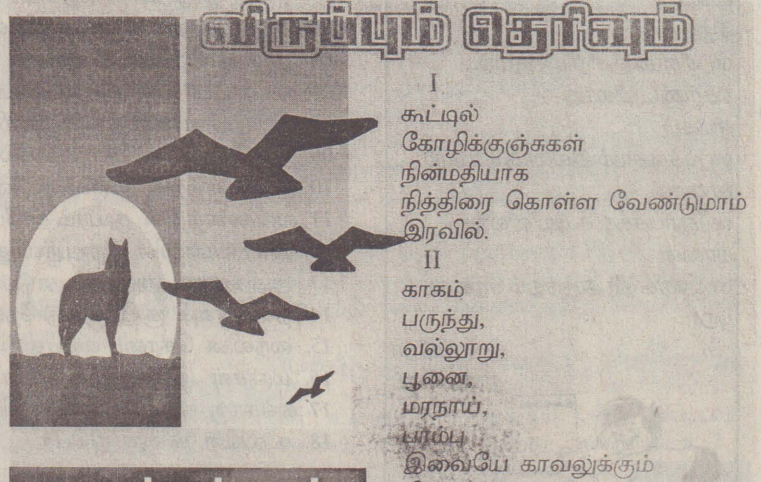 விருப்பும் தெரிவும்
I
கூட்டில்
கோழிக்குஞ்சுகள்
நின்மதியாக
நித்திரை கொள்ள வேண்டுமாம்
இரவில்.
II
காகம்
பருந்து,
வல்லூறு,
பூனை,
மரநாய்,
பாம்பு
இவையே காவலுக்கும்